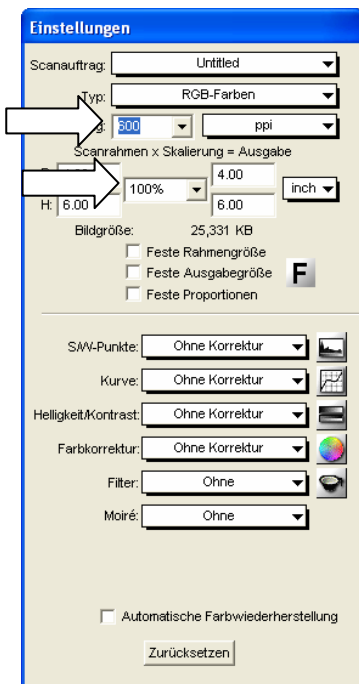 Einstellungen
Scanauftrag: Untitled
Typ: RGB-Farben
600 ppi
Scanrahmen x Skalierung = Ausgabe
100% 4.00 inch
H: 6.00 6.00
Bildgröße: 25,331 KB
Feste Rahmengröße
Feste Ausgabegröße F
Feste Proportionen
S/W-Punkte: Ohne Korrektur
Kurve: Ohne Korrektur
Helligkeit/Kontrast: Ohne Korrektur
Farbkorrektur: Ohne Korrektur
Filter: Ohne
Moiré: Ohne
Automatische Farbwiederherstellung
Zurücksetzen